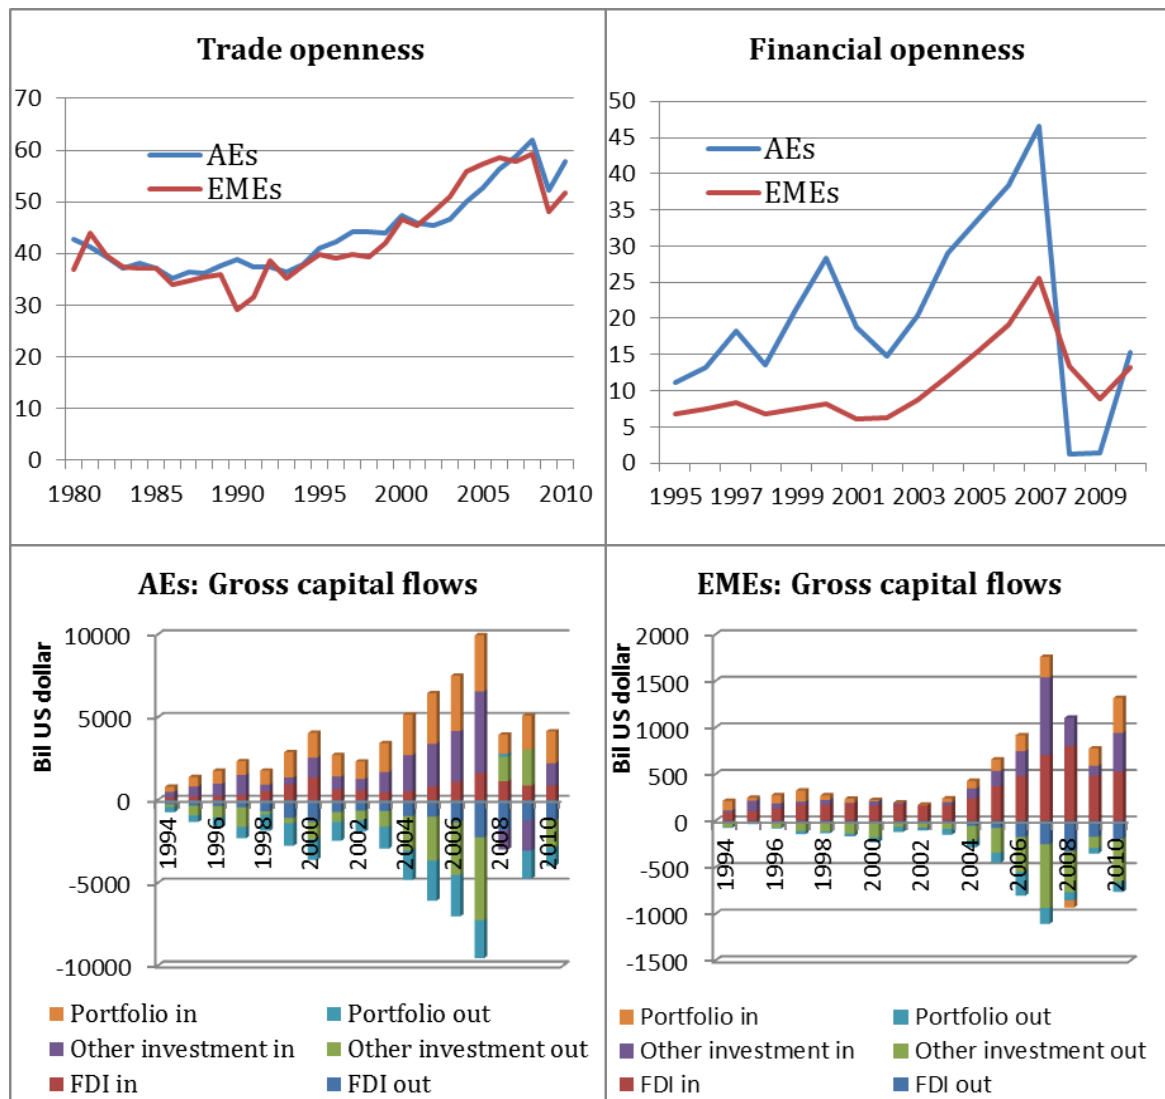 Trade openness
70
60
50
40
30
20
10
0
AEs
EMEs
1980 1985 1990 1995 2000 2005 2010
Financial openness
50
45
40
35
30
25
20
15
10
5
0
AEs
EMEs
1995 1997 1999 2001 2003 2005 2007 2009
AEs: Gross capital flows
Bil US dollar
10000
5000
0
-5000
-10000
1994 1996 1998 2000 2002 2004 2006 2008 2010
Portfolio in Portfolio out
Other investment in Other investment out
FDI in FDI out
EMEs: Gross capital flows
Bil US dollar
2000
1500
1000
500
0
-500
-1000
-1500
1994 1996 1998 2000 2002 2004 2006 2008 2010
Portfolio in Portfolio out
Other investment in Other investment out
FDI in FDI out